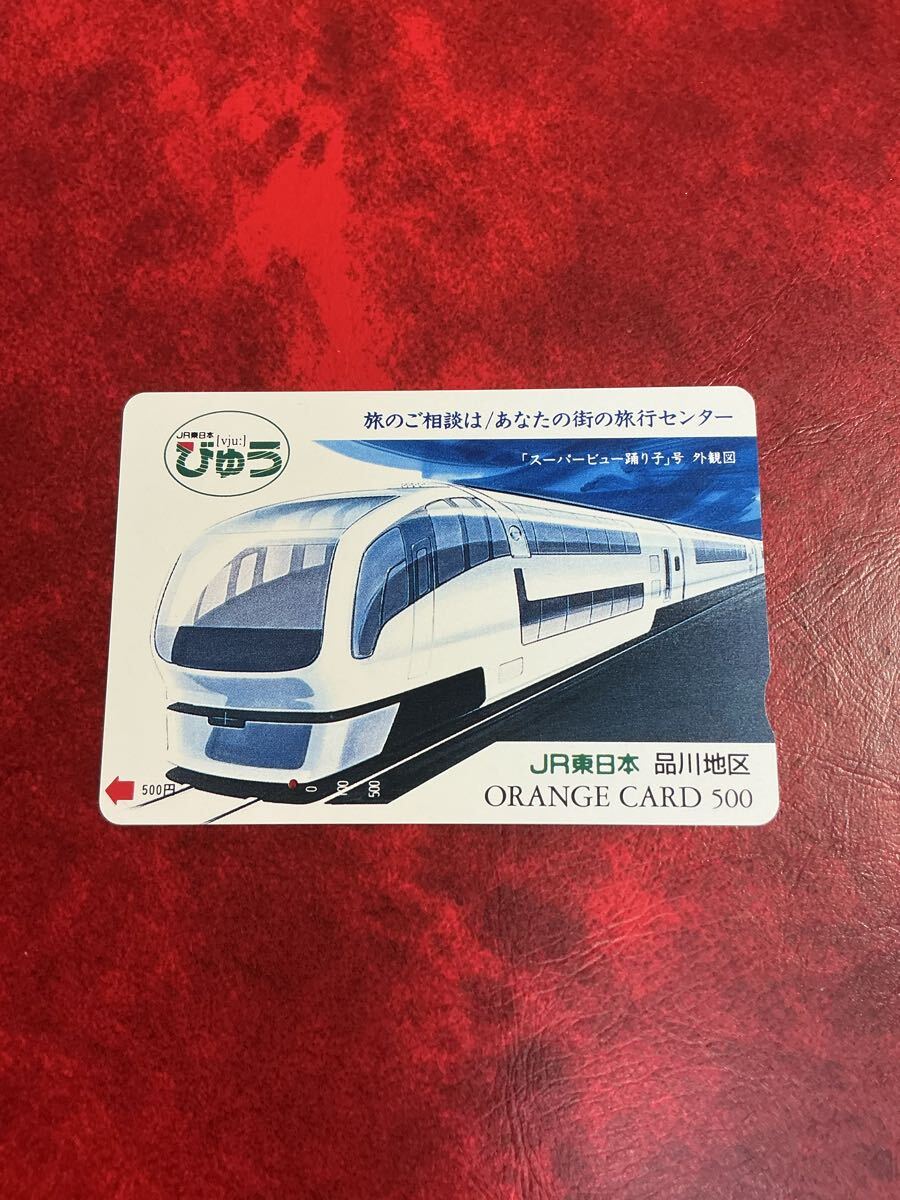 旅のご相談は/あなたの街の旅行センター
JR東日本
[vju:]
びゅう
「スーパービュー踊り子」号 外観図
JR東日本 品川地区
500円
0 100 500
ORANGE CARD 500